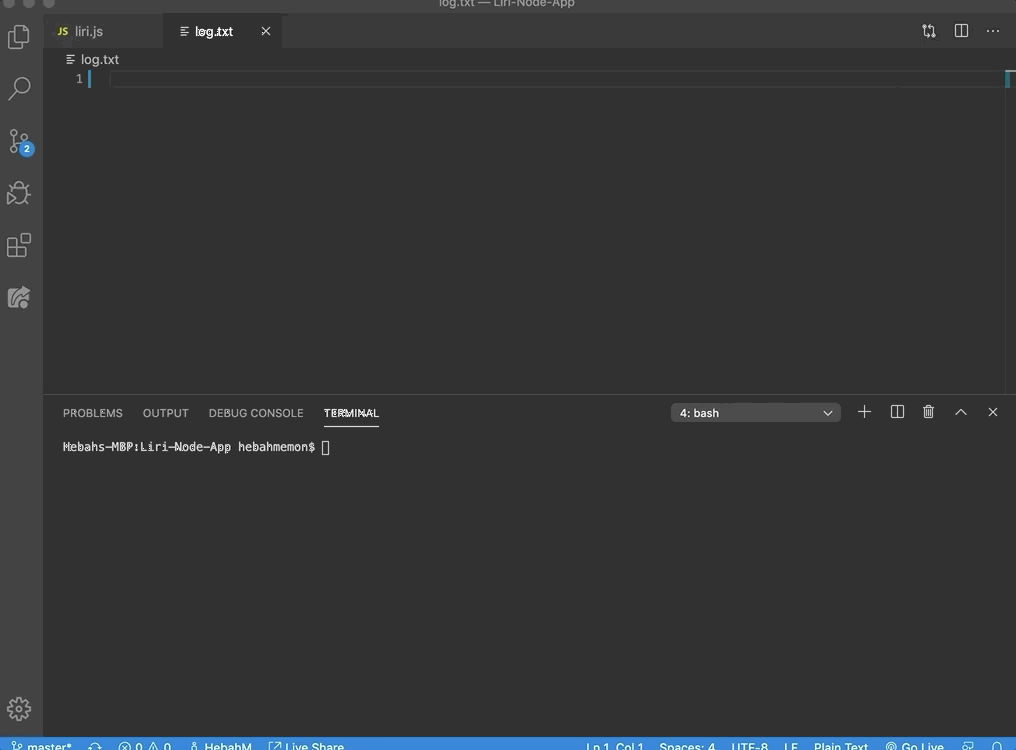 log.txt — Liri-Node-App
JS liri.js log.txt
log.txt
1
2
PROBLEMS OUTPUT DEBUG CONSOLE TERMINAL 4: bash
Hebahs-MBP:Liri-Node-App hebahmemon$
master* 0 0 HebahM Live Share Ln 1, Col 1 Spaces: 4 UTF-8 LF Plain Text Go Live